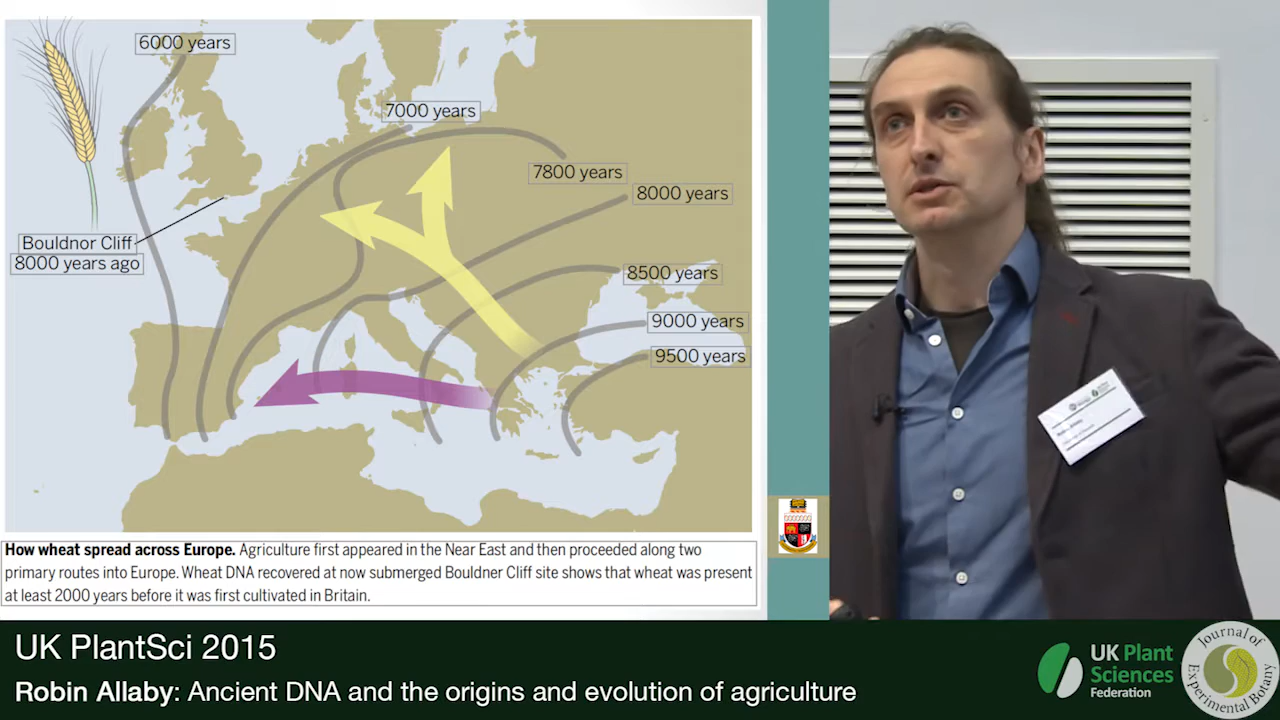 6000 years
7000 years
7800 years
8000 years
Bouldnor Cliff
8000 years ago
8500 years
9000 years
9500 years
How wheat spread across Europe. Agriculture first appeared in the Near East and then proceeded along two
primary routes into Europe. Wheat DNA recovered at now submerged Bouldner Cliff site shows that wheat was present
at least 2000 years before it was first cultivated in Britain.
UK PlantSci 2015
Robin Allaby: Ancient DNA and the origins and evolution of agriculture
UK Plant
Sciences
Federation
Journal of
Experimental Botany